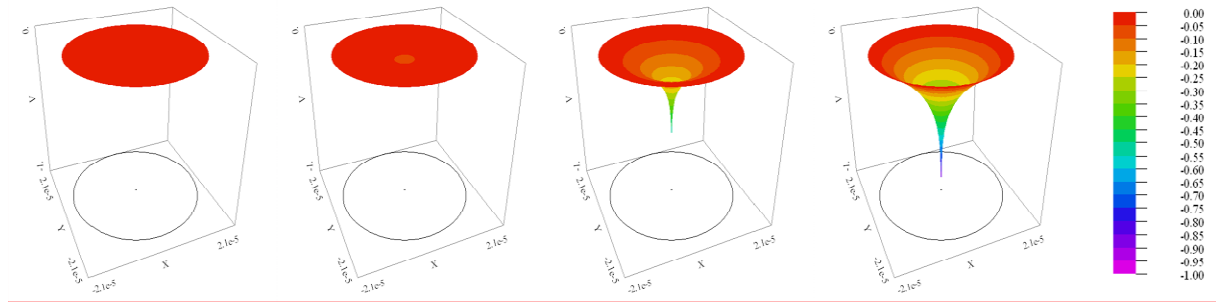 0.
V
-1.
2.1e-5
Y
-2.1e-5
-2.1e-5
X
2.1e-5
0.
V
-1.
2.1e-5
Y
-2.1e-5
-2.1e-5
X
2.1e-5
0.
V
-1.
2.1e-5
Y
-2.1e-5
-2.1e-5
X
2.1e-5
0.
V
-1.
2.1e-5
Y
-2.1e-5
-2.1e-5
X
2.1e-5
0.00
-0.05
-0.10
-0.15
-0.20
-0.25
-0.30
-0.35
-0.40
-0.45
-0.50
-0.55
-0.60
-0.65
-0.70
-0.75
-0.80
-0.85
-0.90
-0.95
-1.00